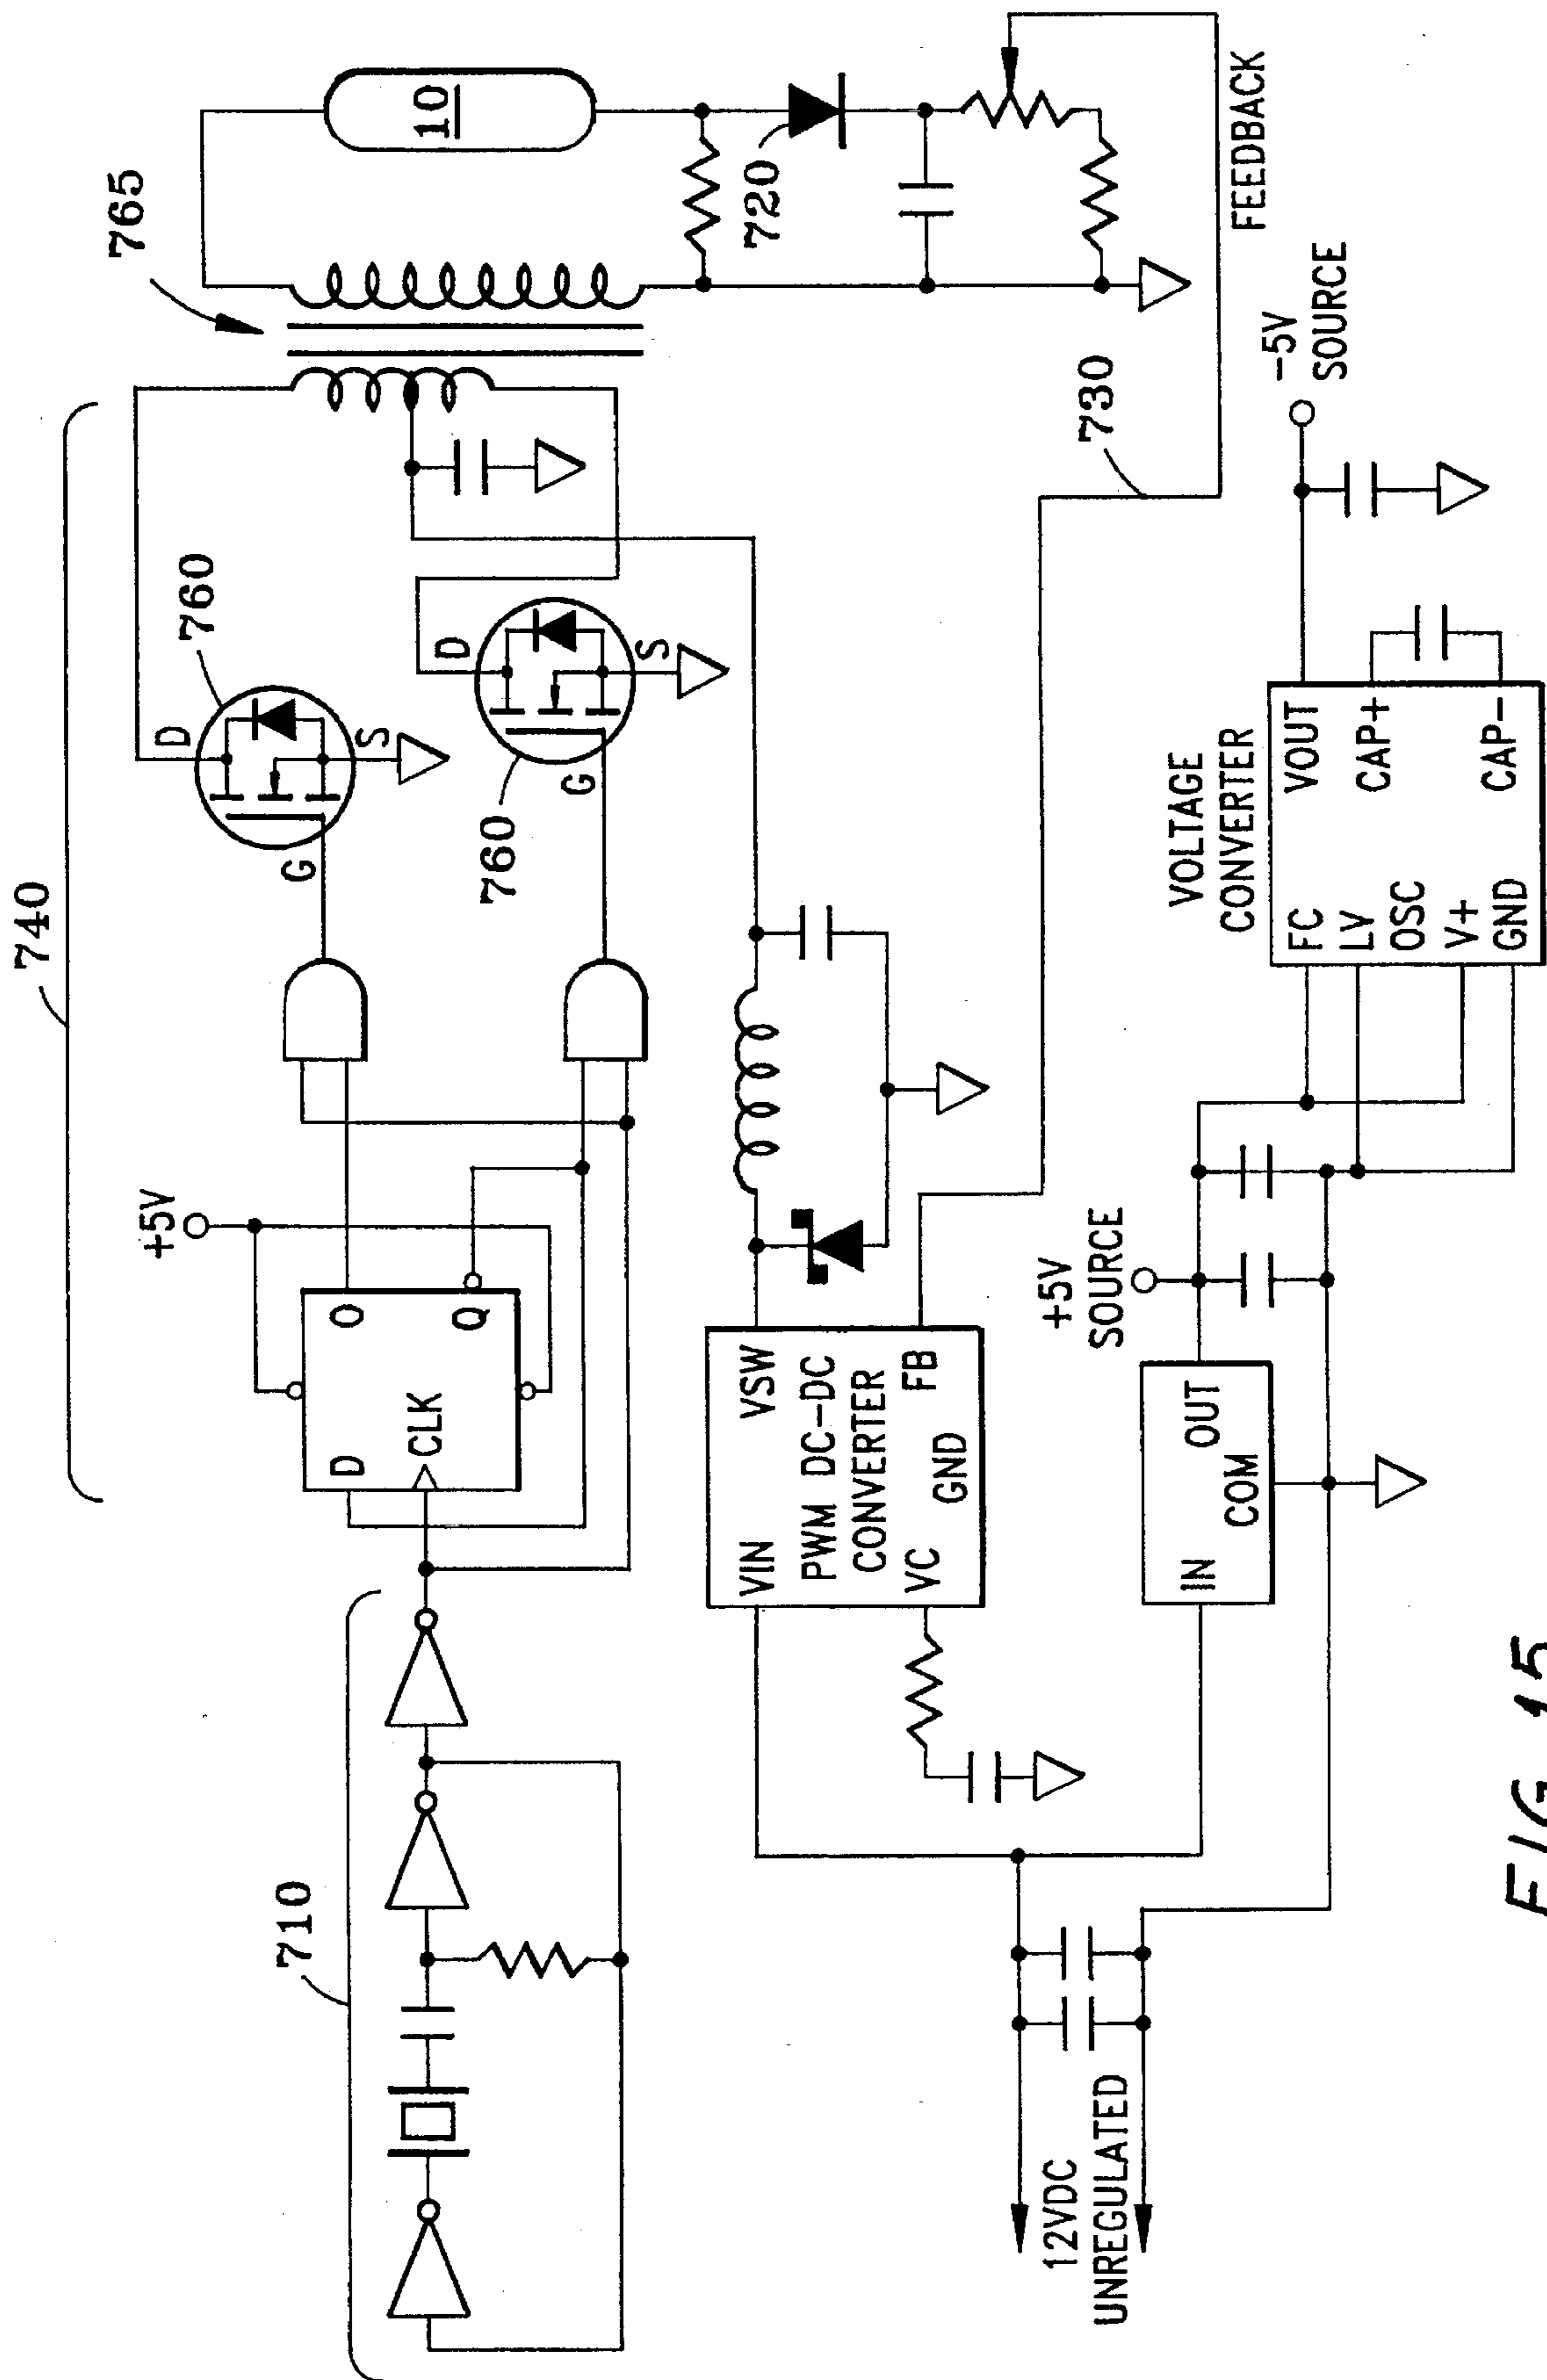 740
765
710
+5V
760
D
S
G
10
D
O
CLK
Q
D
S
G
760
720
VIN
VSW
PWM DC-DC
CONVERTER
VC
FB
GND
730
FEEDBACK
12VDC
UNREGULATED
+5V
SOURCE
IN
OUT
COM
VOLTAGE
CONVERTER
FC
LV
OSC
V+
GND
VOUT
CAP+
CAP-
-5V
SOURCE
FIG. 15